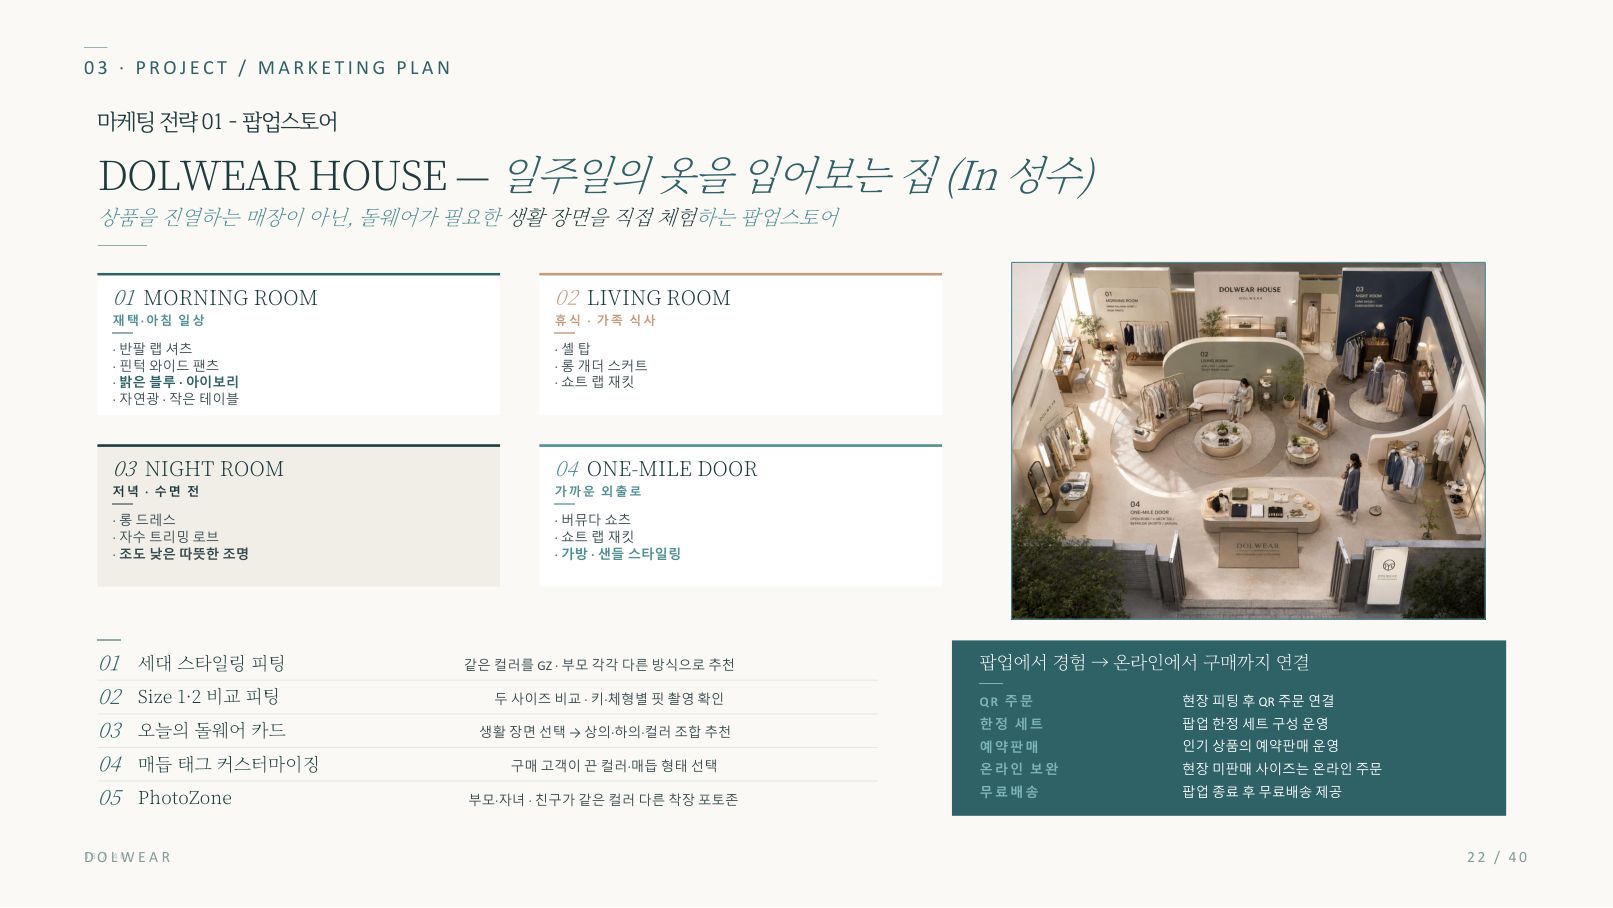 03 · PROJECT / MARKETING PLAN
마케팅 전략 01 - 팝업스토어
DOLWEAR HOUSE — 일주일의 옷을 입어보는 집 (In 성수)
상품을 진열하는 매장이 아닌, 돌웨어가 필요한 생활 장면을 직접 체험하는 팝업스토어
01 MORNING ROOM
재택·아침 일상
· 반팔 랩 셔츠
· 핀턱 와이드 팬츠
· 밝은 블루 · 아이보리
· 자연광 · 작은 테이블
02 LIVING ROOM
휴식 · 가족 식사
· 셸 탑
· 롱 개더 스커트
· 쇼트 랩 재킷
03 NIGHT ROOM
저녁 · 수면 전
· 롱 드레스
· 자수 트리밍 로브
· 조도 낮은 따뜻한 조명
04 ONE-MILE DOOR
가까운 외출로
· 버뮤다 쇼츠
· 쇼트 랩 재킷
· 가방 · 샌들 스타일링
01
MORNING ROOM
DOLWEAR HOUSE
DOLWEAR
03
NIGHT ROOM
02
LIVING ROOM
04
ONE-MILE DOOR
DOLWEAR
01 세대 스타일링 피팅 같은 컬러를 GZ · 부모 각각 다른 방식으로 추천
02 Size 1·2 비교 피팅 두 사이즈 비교 · 키·체형별 핏 촬영 확인
03 오늘의 돌웨어 카드 생활 장면 선택 → 상의·하의·컬러 조합 추천
04 매듭 태그 커스터마이징 구매 고객이 끈 컬러·매듭 형태 선택
05 PhotoZone 부모·자녀 · 친구가 같은 컬러 다른 착장 포토존
팝업에서 경험 → 온라인에서 구매까지 연결
QR 주문 현장 피팅 후 QR 주문 연결
한정 세트 팝업 한정 세트 구성 운영
예약판매 인기 상품의 예약판매 운영
온라인 보완 현장 미판매 사이즈는 온라인 주문
무료배송 팝업 종료 후 무료배송 제공
DOLWEAR
22 / 40